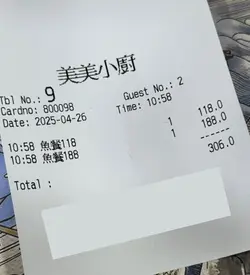 美美小廚
Tbl No.: 9
Guest No.: 2
Cardno: 800098
Time: 10:58
Date: 2025-04-26
10:58 魚餐118 1 118.0
10:58 魚餐188 1 188.0
------
Total : 306.0